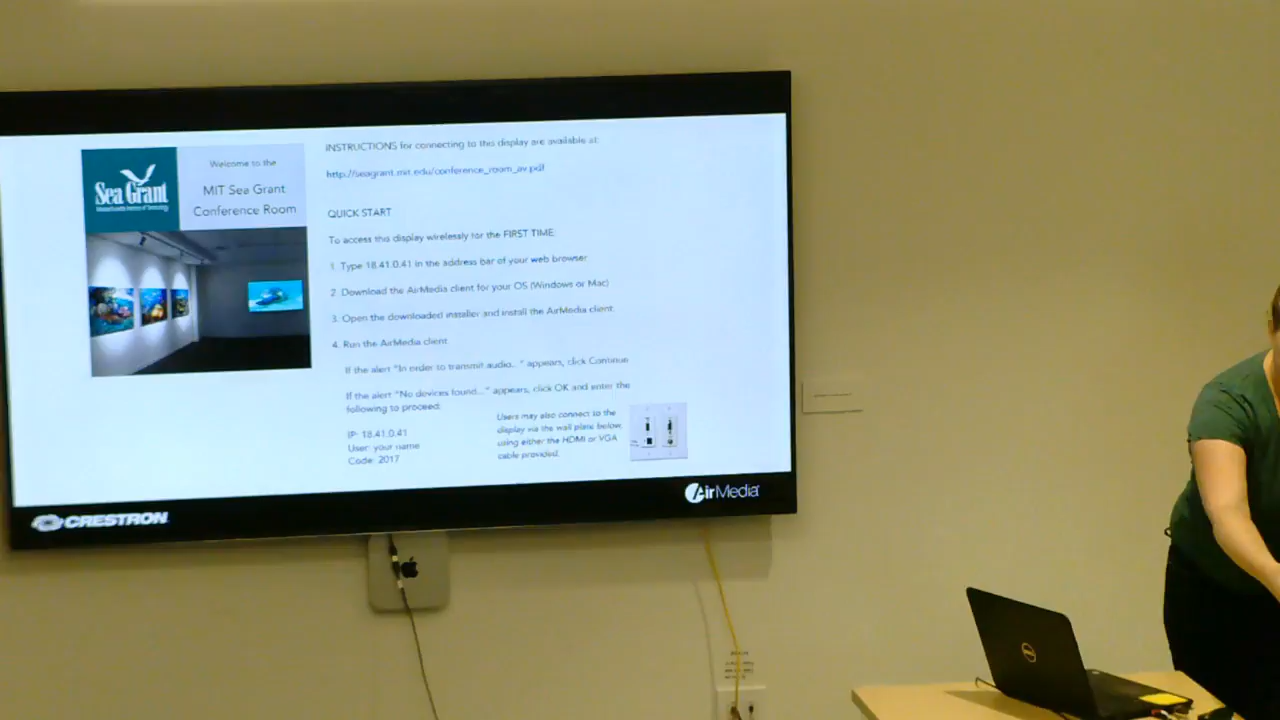 Sea Grant
Massachusetts Institute of Technology
Welcome to the
MIT Sea Grant
Conference Room
INSTRUCTIONS for connecting to this display are available at:
http://seagrant.mit.edu/conference_room_av.pdf
QUICK START
To access this display wirelessly for the FIRST TIME:
1. Type 18.41.0.41 in the address bar of your web browser
2. Download the AirMedia client for your OS (Windows or Mac)
3. Open the downloaded installer and install the AirMedia client.
4. Run the AirMedia client.
If the alert "In order to transmit audio..." appears, click Continue
If the alert "No devices found..." appears, click OK and enter the
following to proceed:
IP: 18.41.0.41
User: your name
Code: 2017
Users may also connect to the
display via the wall plate below,
using either the HDMI or VGA
cable provided.
CRESTRON
AirMedia
DELL